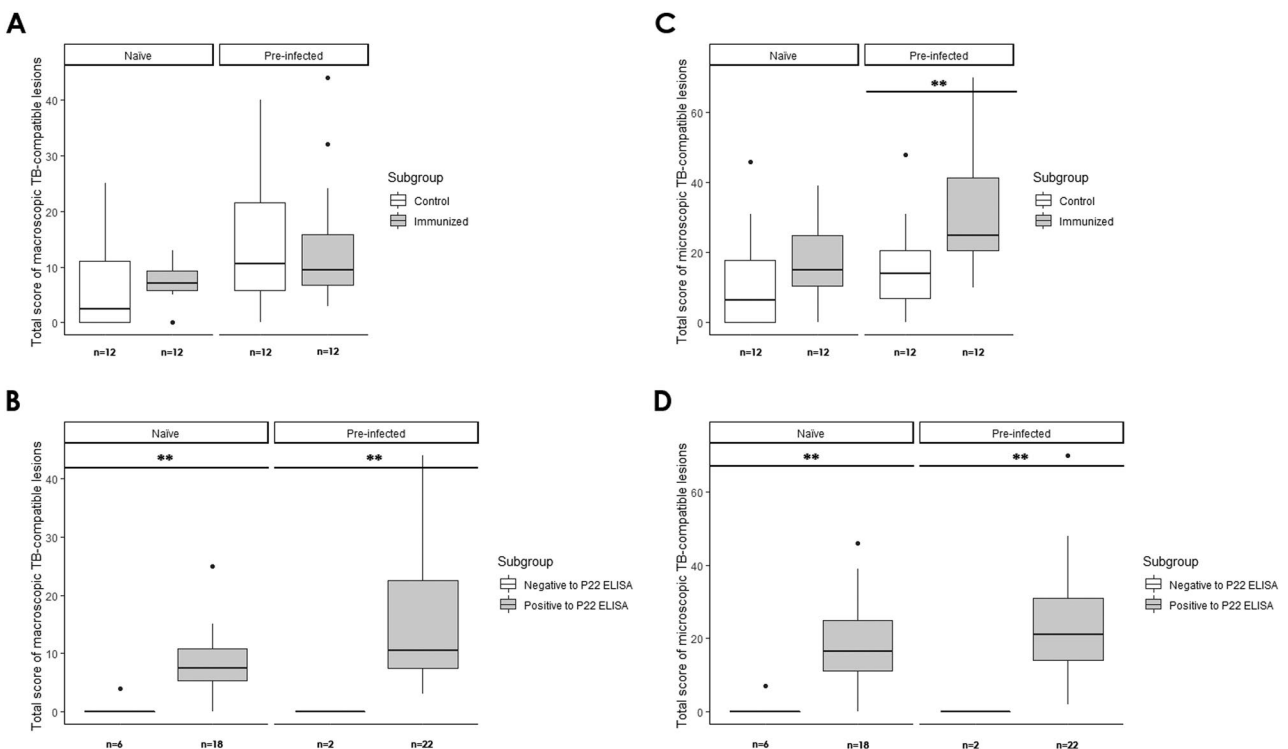 A
Naïve
Pre-infected
Total score of macroscopic TB-compatible lesions
40
30
20
10
0
n=12
n=12
n=12
n=12
Subgroup
Control
Immunized
C
Naïve
Pre-infected
**
Total score of microscopic TB-compatible lesions
60
40
20
0
n=12
n=12
n=12
n=12
Subgroup
Control
Immunized
B
Naïve
Pre-infected
**
**
Total score of macroscopic TB-compatible lesions
40
30
20
10
0
n=6
n=18
n=2
n=22
Subgroup
Negative to P22 ELISA
Positive to P22 ELISA
D
Naïve
Pre-infected
**
**
Total score of microscopic TB-compatible lesions
60
40
20
0
n=6
n=18
n=2
n=22
Subgroup
Negative to P22 ELISA
Positive to P22 ELISA